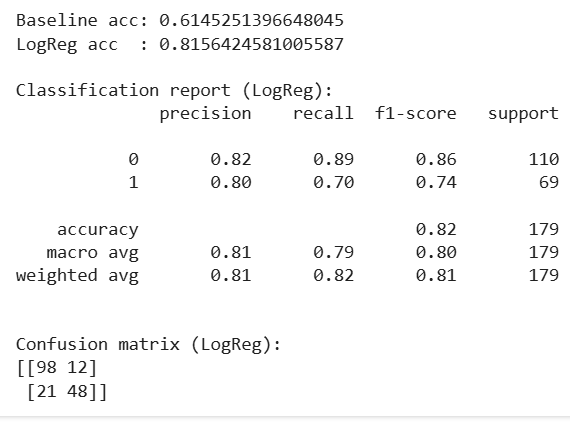 Baseline acc: 0.6145251396648045
LogReg acc  : 0.8156424581005587
Classification report (LogReg):
              precision    recall  f1-score   support
           0       0.82      0.89      0.86       110
           1       0.80      0.70      0.74        69
    accuracy                           0.82       179
   macro avg       0.81      0.79      0.80       179
weighted avg       0.81      0.82      0.81       179
Confusion matrix (LogReg):
[[98 12]
 [21 48]]